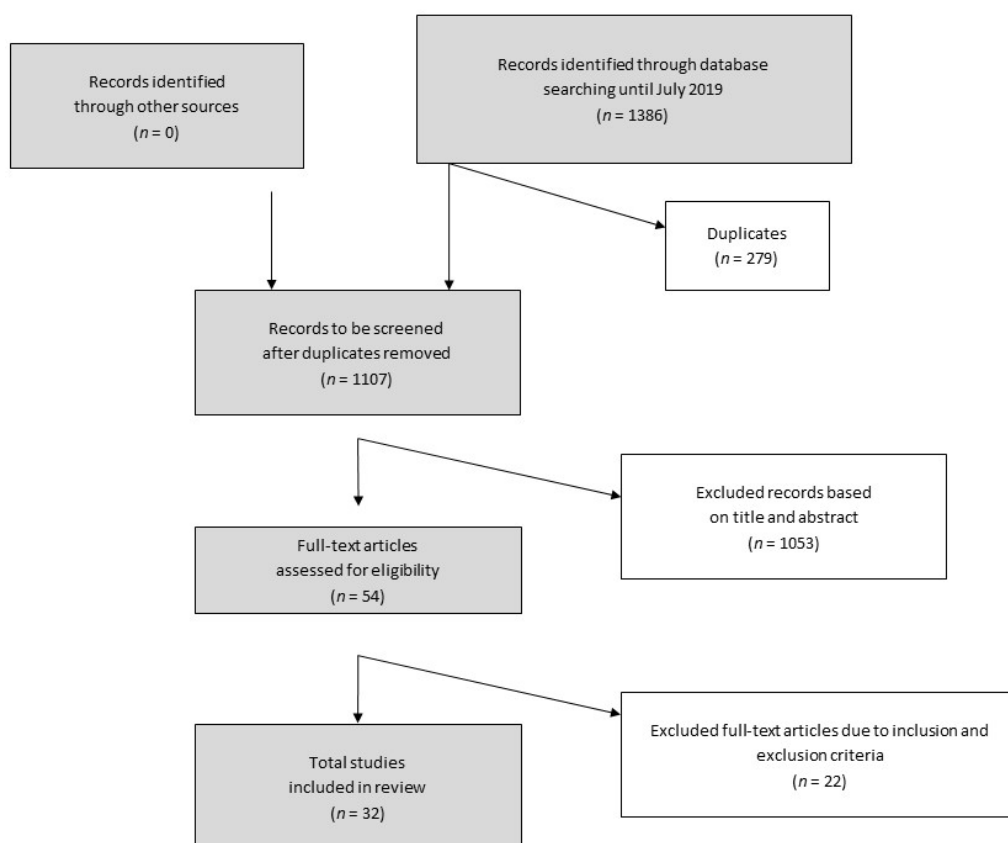 Records identified
through other sources
(n = 0)
Records identified through database
searching until July 2019
(n = 1386)
Duplicates
(n = 279)
Records to be screened
after duplicates removed
(n = 1107)
Excluded records based
on title and abstract
(n = 1053)
Full-text articles
assessed for eligibility
(n = 54)
Excluded full-text articles due to inclusion and
exclusion criteria
(n = 22)
Total studies
included in review
(n = 32)